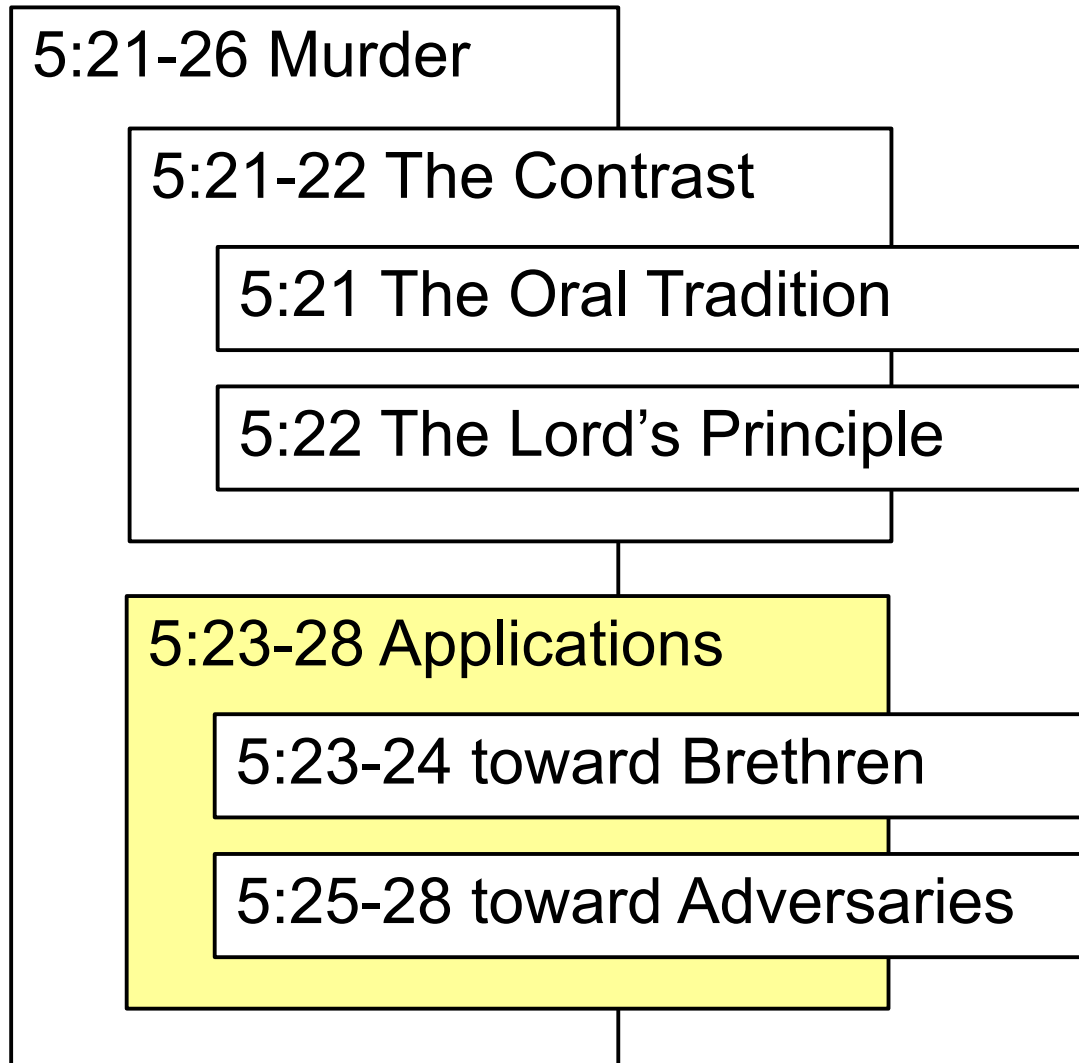 5:21-26 Murder
5:21-22 The Contrast
5:21 The Oral Tradition
5:22 The Lord’s Principle
5:23-28 Applications
5:23-24 toward Brethren
5:25-28 toward Adversaries